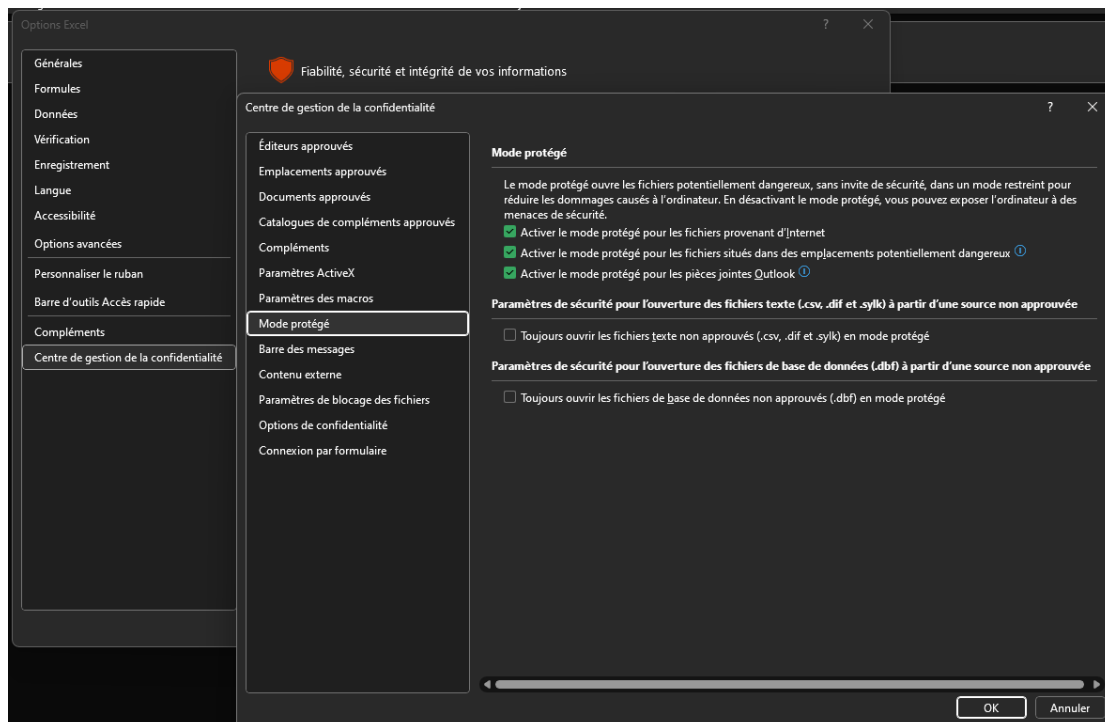 Options Excel
?
×
Générales
Formules
Données
Vérification
Enregistrement
Langue
Accessibilité
Options avancées
Personnaliser le ruban
Barre d'outils Accès rapide
Compléments
Centre de gestion de la confidentialité
Fiabilité, sécurité et intégrité de vos informations
Centre de gestion de la confidentialité
?
×
Éditeurs approuvés
Emplacements approuvés
Documents approuvés
Catalogues de compléments approuvés
Compléments
Paramètres ActiveX
Paramètres des macros
Mode protégé
Barre des messages
Contenu externe
Paramètres de blocage des fichiers
Options de confidentialité
Connexion par formulaire
Mode protégé
Le mode protégé ouvre les fichiers potentiellement dangereux, sans invite de sécurité, dans un mode restreint pour
réduire les dommages causés à l'ordinateur. En désactivant le mode protégé, vous pouvez exposer l'ordinateur à des
menaces de sécurité.
Activer le mode protégé pour les fichiers provenant d'Internet
Activer le mode protégé pour les fichiers situés dans des emplacements potentiellement dangereux
Activer le mode protégé pour les pièces jointes Outlook
Paramètres de sécurité pour l'ouverture des fichiers texte (.csv, .dif et .sylk) à partir d'une source non approuvée
Toujours ouvrir les fichiers texte non approuvés (.csv, .dif et .sylk) en mode protégé
Paramètres de sécurité pour l'ouverture des fichiers de base de données (.dbf) à partir d'une source non approuvée
Toujours ouvrir les fichiers de base de données non approuvés (.dbf) en mode protégé
OK
Annuler